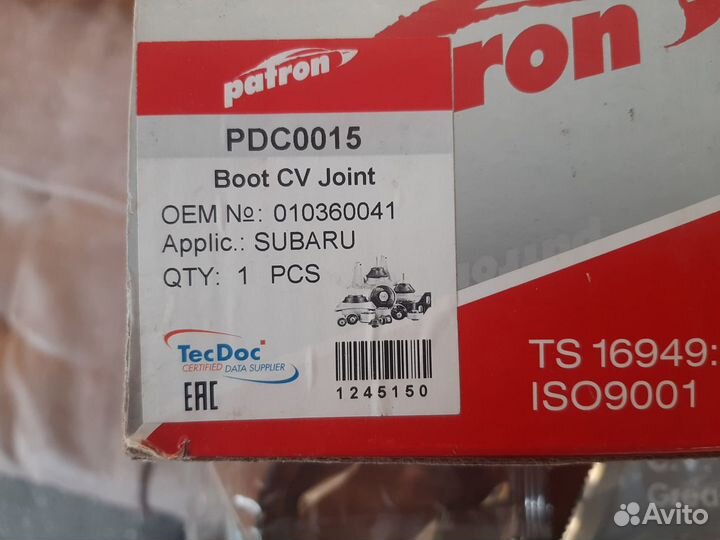 patron
tron
PDC0015
Boot CV Joint
OEM №: 010360041
Applic.: SUBARU
QTY: 1 PCS
TecDoc
CERTIFIED DATA SUPPLIER
EAC
1245150
TS 16949:
ISO9001
Avito